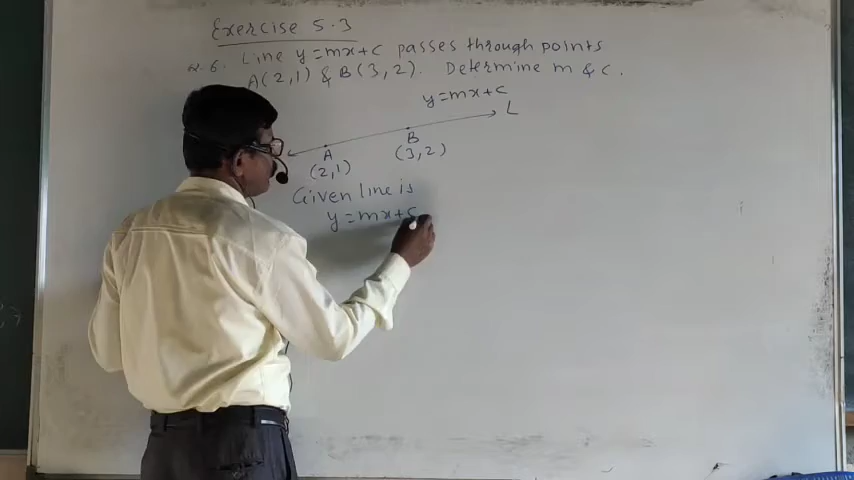 Exercise 5.3
Q.6. Line y=mx+c passes through points
A(2,1) & B(3,2). Determine m & c.
y=mx+c
L
A
B
(2,1)
(3,2)
Given line is
y=mx+c